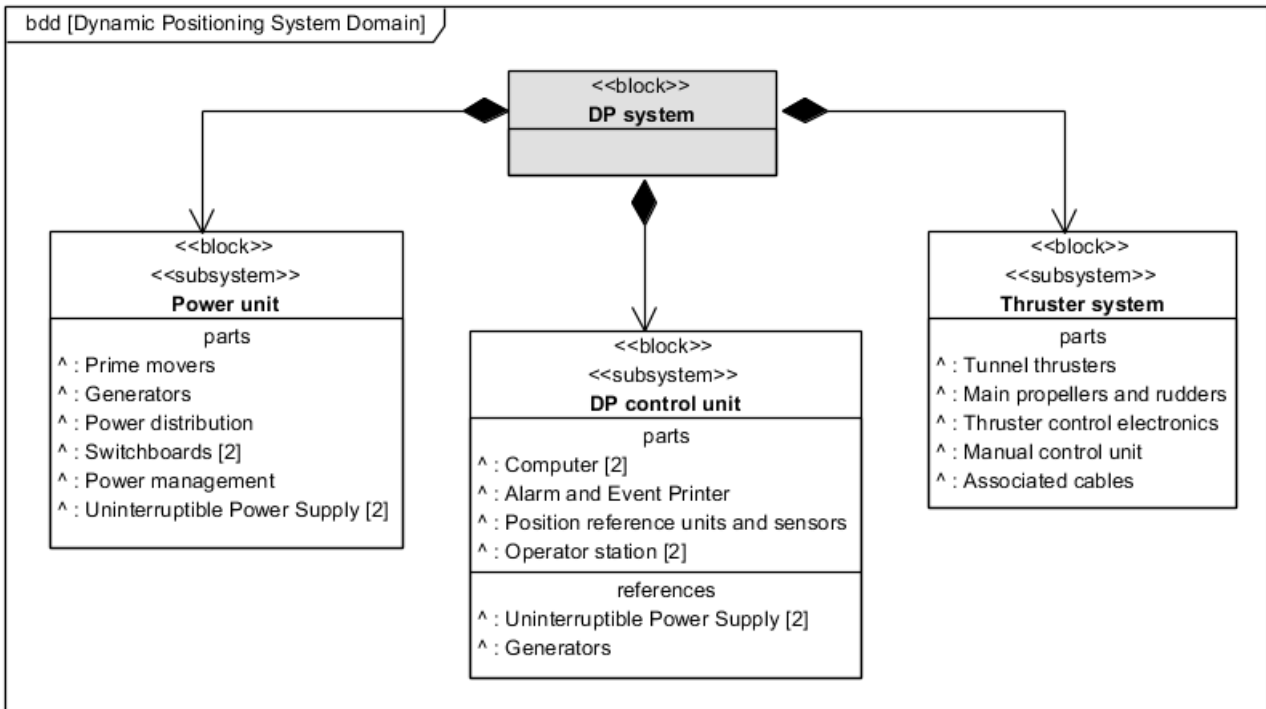 bdd [Dynamic Positioning System Domain]
<<block>>
DP system
<<block>>
<<subsystem>>
Power unit
parts
^ : Prime movers
^ : Generators
^ : Power distribution
^ : Switchboards [2]
^ : Power management
^ : Uninterruptible Power Supply [2]
<<block>>
<<subsystem>>
DP control unit
parts
^ : Computer [2]
^ : Alarm and Event Printer
^ : Position reference units and sensors
^ : Operator station [2]
references
^ : Uninterruptible Power Supply [2]
^ : Generators
<<block>>
<<subsystem>>
Thruster system
parts
^ : Tunnel thrusters
^ : Main propellers and rudders
^ : Thruster control electronics
^ : Manual control unit
^ : Associated cables